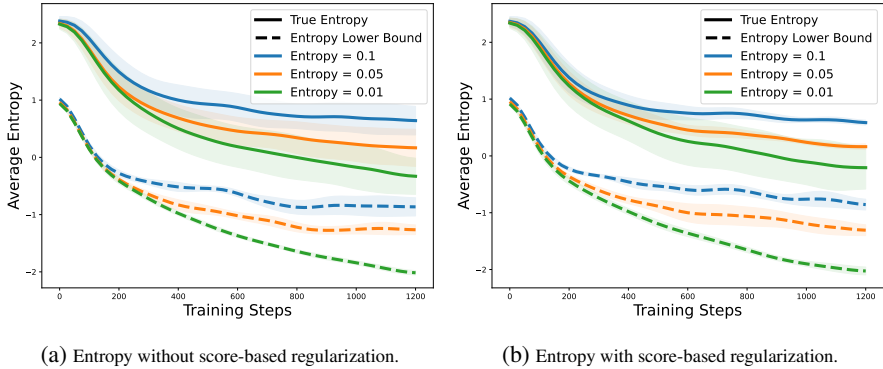 True Entropy
Entropy Lower Bound
Entropy = 0.1
Entropy = 0.05
Entropy = 0.01
Average Entropy
2
1
0
−1
−2
0 200 400 600 800 1000 1200
Training Steps
(a) Entropy without score-based regularization.
True Entropy
Entropy Lower Bound
Entropy = 0.1
Entropy = 0.05
Entropy = 0.01
Average Entropy
2
1
0
−1
−2
0 200 400 600 800 1000 1200
Training Steps
(b) Entropy with score-based regularization.